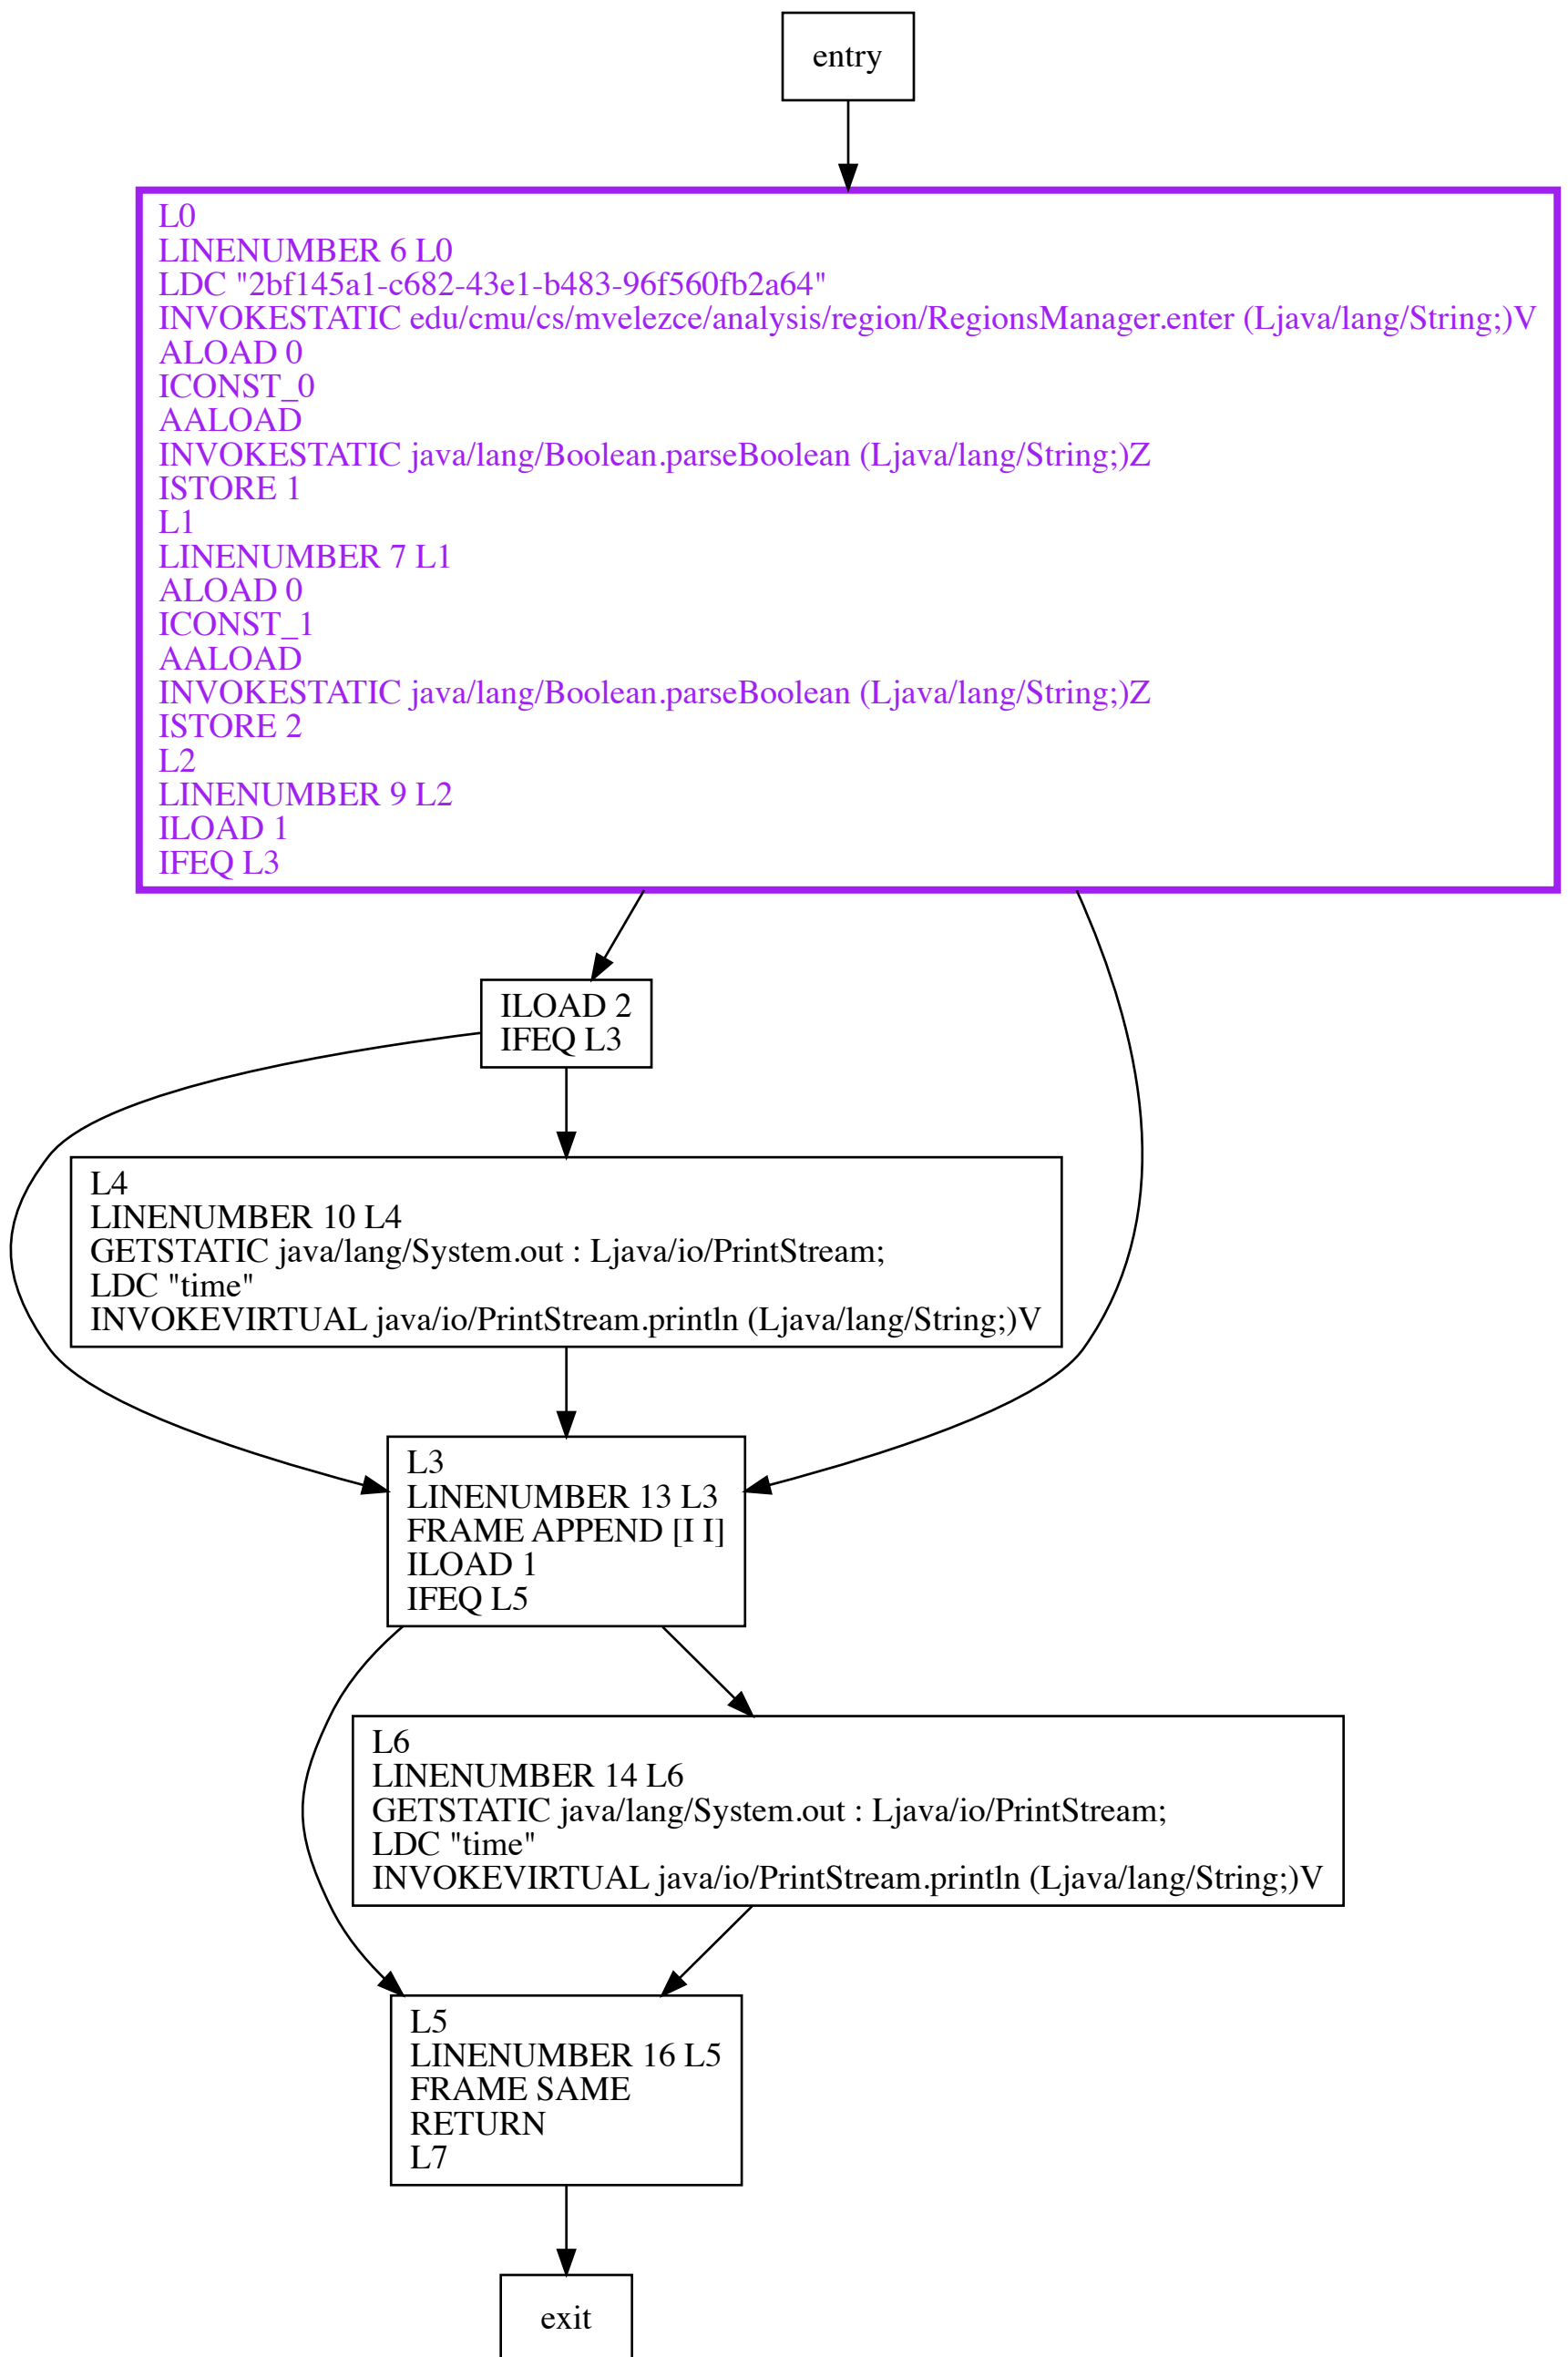 entry
L0
LINENUMBER 6 L0
LDC "2bf145a1-c682-43e1-b483-96f560fb2a64"
INVOKESTATIC edu/cmu/cs/mvelezce/analysis/region/RegionsManager.enter (Ljava/lang/String;)V
ALOAD 0
ICONST_0
AALOAD
INVOKESTATIC java/lang/Boolean.parseBoolean (Ljava/lang/String;)Z
ISTORE 1
L1
LINENUMBER 7 L1
ALOAD 0
ICONST_1
AALOAD
INVOKESTATIC java/lang/Boolean.parseBoolean (Ljava/lang/String;)Z
ISTORE 2
L2
LINENUMBER 9 L2
ILOAD 1
IFEQ L3
ILOAD 2
IFEQ L3
L4
LINENUMBER 10 L4
GETSTATIC java/lang/System.out : Ljava/io/PrintStream;
LDC "time"
INVOKEVIRTUAL java/io/PrintStream.println (Ljava/lang/String;)V
L3
LINENUMBER 13 L3
FRAME APPEND [I I]
ILOAD 1
IFEQ L5
L6
LINENUMBER 14 L6
GETSTATIC java/lang/System.out : Ljava/io/PrintStream;
LDC "time"
INVOKEVIRTUAL java/io/PrintStream.println (Ljava/lang/String;)V
L5
LINENUMBER 16 L5
FRAME SAME
RETURN
L7
exit